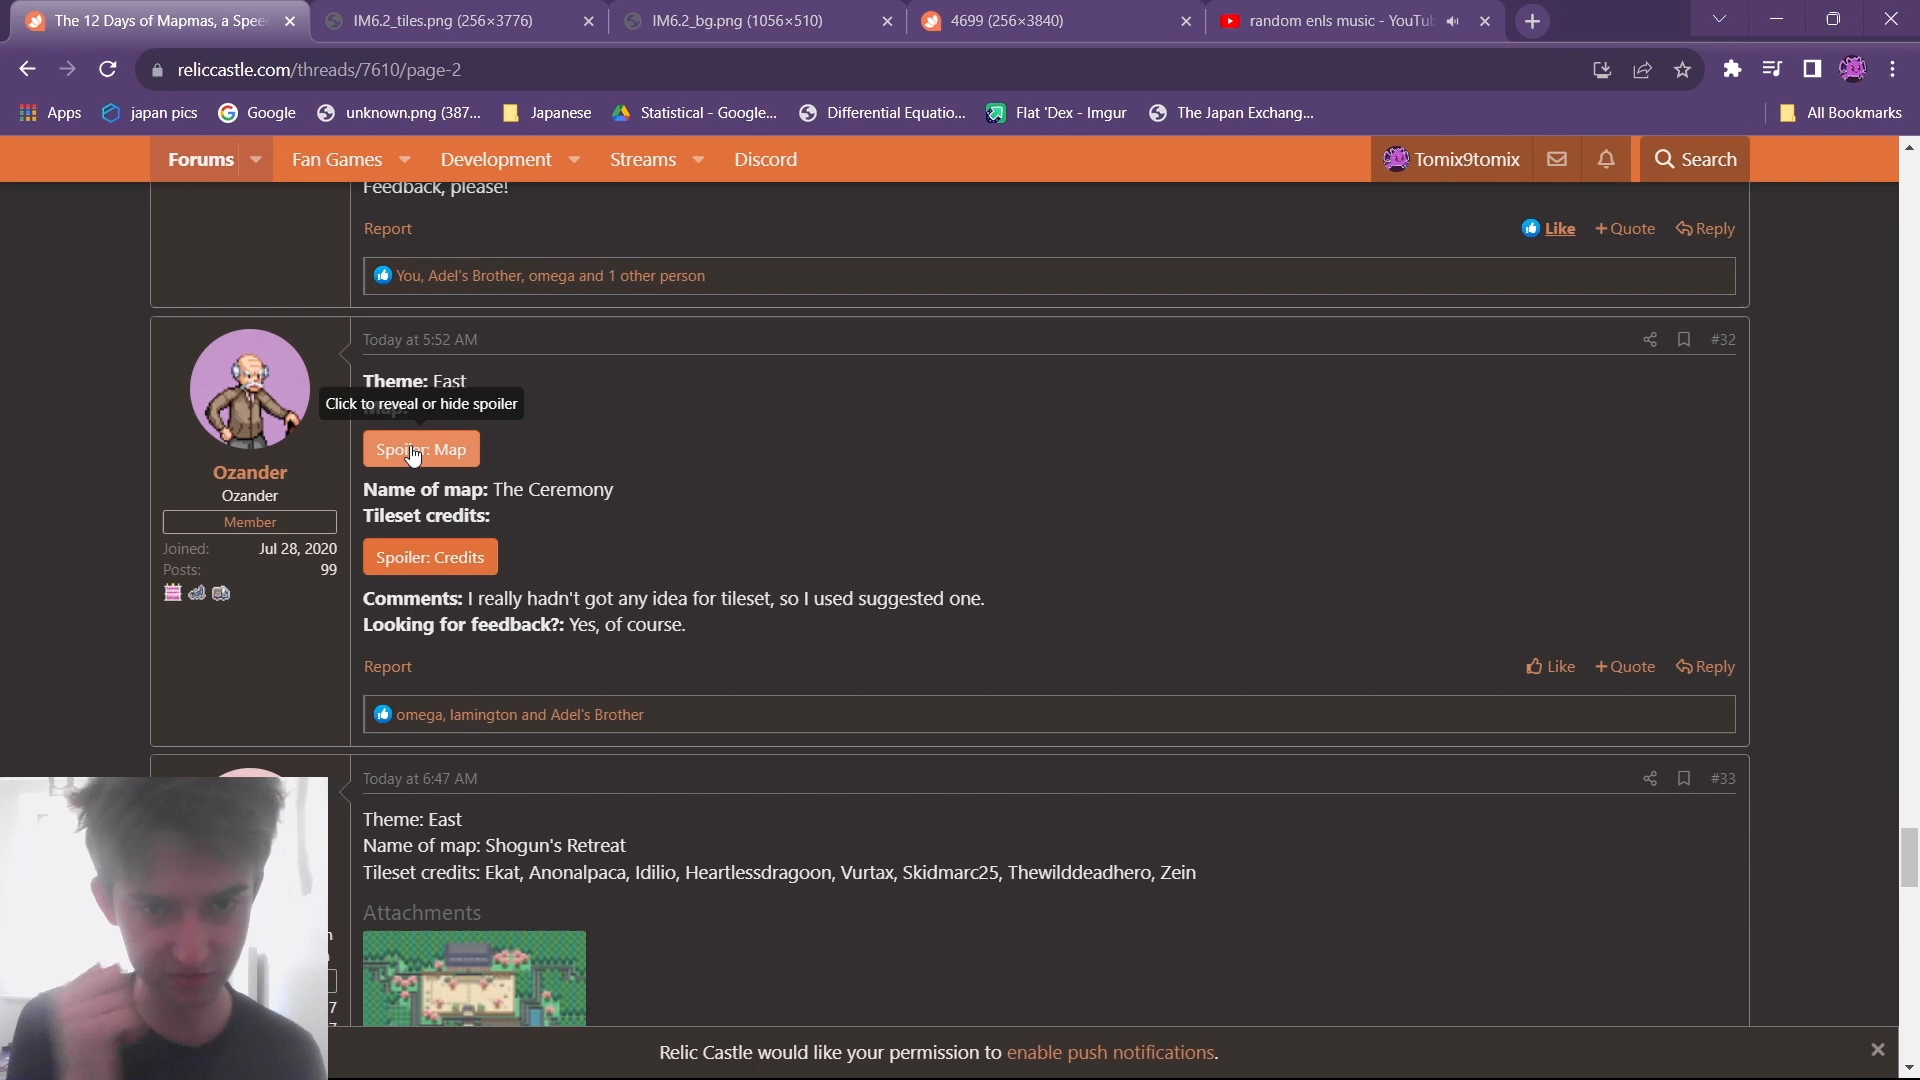 The 12 Days of Mapmas, a Spee
IM6.2_tiles.png (256×3776)
IM6.2_bg.png (1056×510)
4699 (256×3840)
random enls music - YouTu
reliccastle.com/threads/7610/page-2
Apps
japan pics
Google
unknown.png (387...
Japanese
Statistical - Google...
Differential Equatio...
Flat 'Dex - Imgur
The Japan Exchang...
All Bookmarks
Forums
Fan Games
Development
Streams
Discord
Tomix9tomix
Search
Feedback, please!
Report
Like
+Quote
Reply
You, Adel's Brother, omega and 1 other person
Ozander
Ozander
Member
Joined: Jul 28, 2020
Posts: 99
Today at 5:52 AM
#32
Theme: East
Click to reveal or hide spoiler
Map:
Spoiler: Map
Name of map: The Ceremony
Tileset credits:
Spoiler: Credits
Comments: I really hadn't got any idea for tileset, so I used suggested one.
Looking for feedback?: Yes, of course.
Report
Like
+Quote
Reply
omega, lamington and Adel's Brother
Today at 6:47 AM
#33
Theme: East
Name of map: Shogun's Retreat
Tileset credits: Ekat, Anonalpaca, Idilio, Heartlessdragoon, Vurtax, Skidmarc25, Thewilddeadhero, Zein
Attachments
Relic Castle would like your permission to enable push notifications.